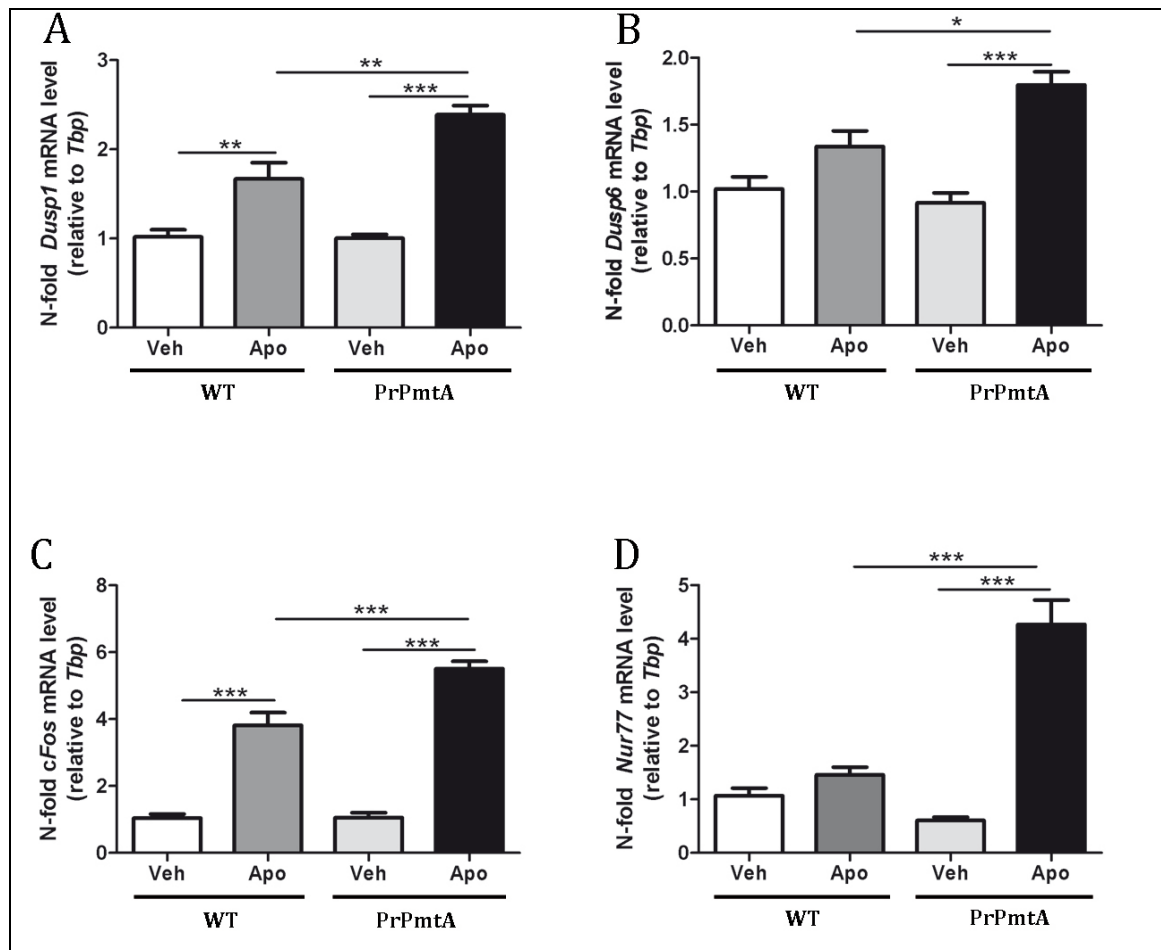 A
N-fold Dusp1 mRNA level
(relative to Tbp)
3
2
1
0
**
***
**
Veh Apo Veh Apo
WT PrPmtA
B
N-fold Dusp6 mRNA level
(relative to Tbp)
2.0
1.5
1.0
0.5
0.0
*
***
Veh Apo Veh Apo
WT PrPmtA
C
N-fold cFos mRNA level
(relative to Tbp)
8
6
4
2
0
***
***
***
Veh Apo Veh Apo
WT PrPmtA
D
N-fold Nur77 mRNA level
(relative to Tbp)
5
4
3
2
1
0
***
***
Veh Apo Veh Apo
WT PrPmtA